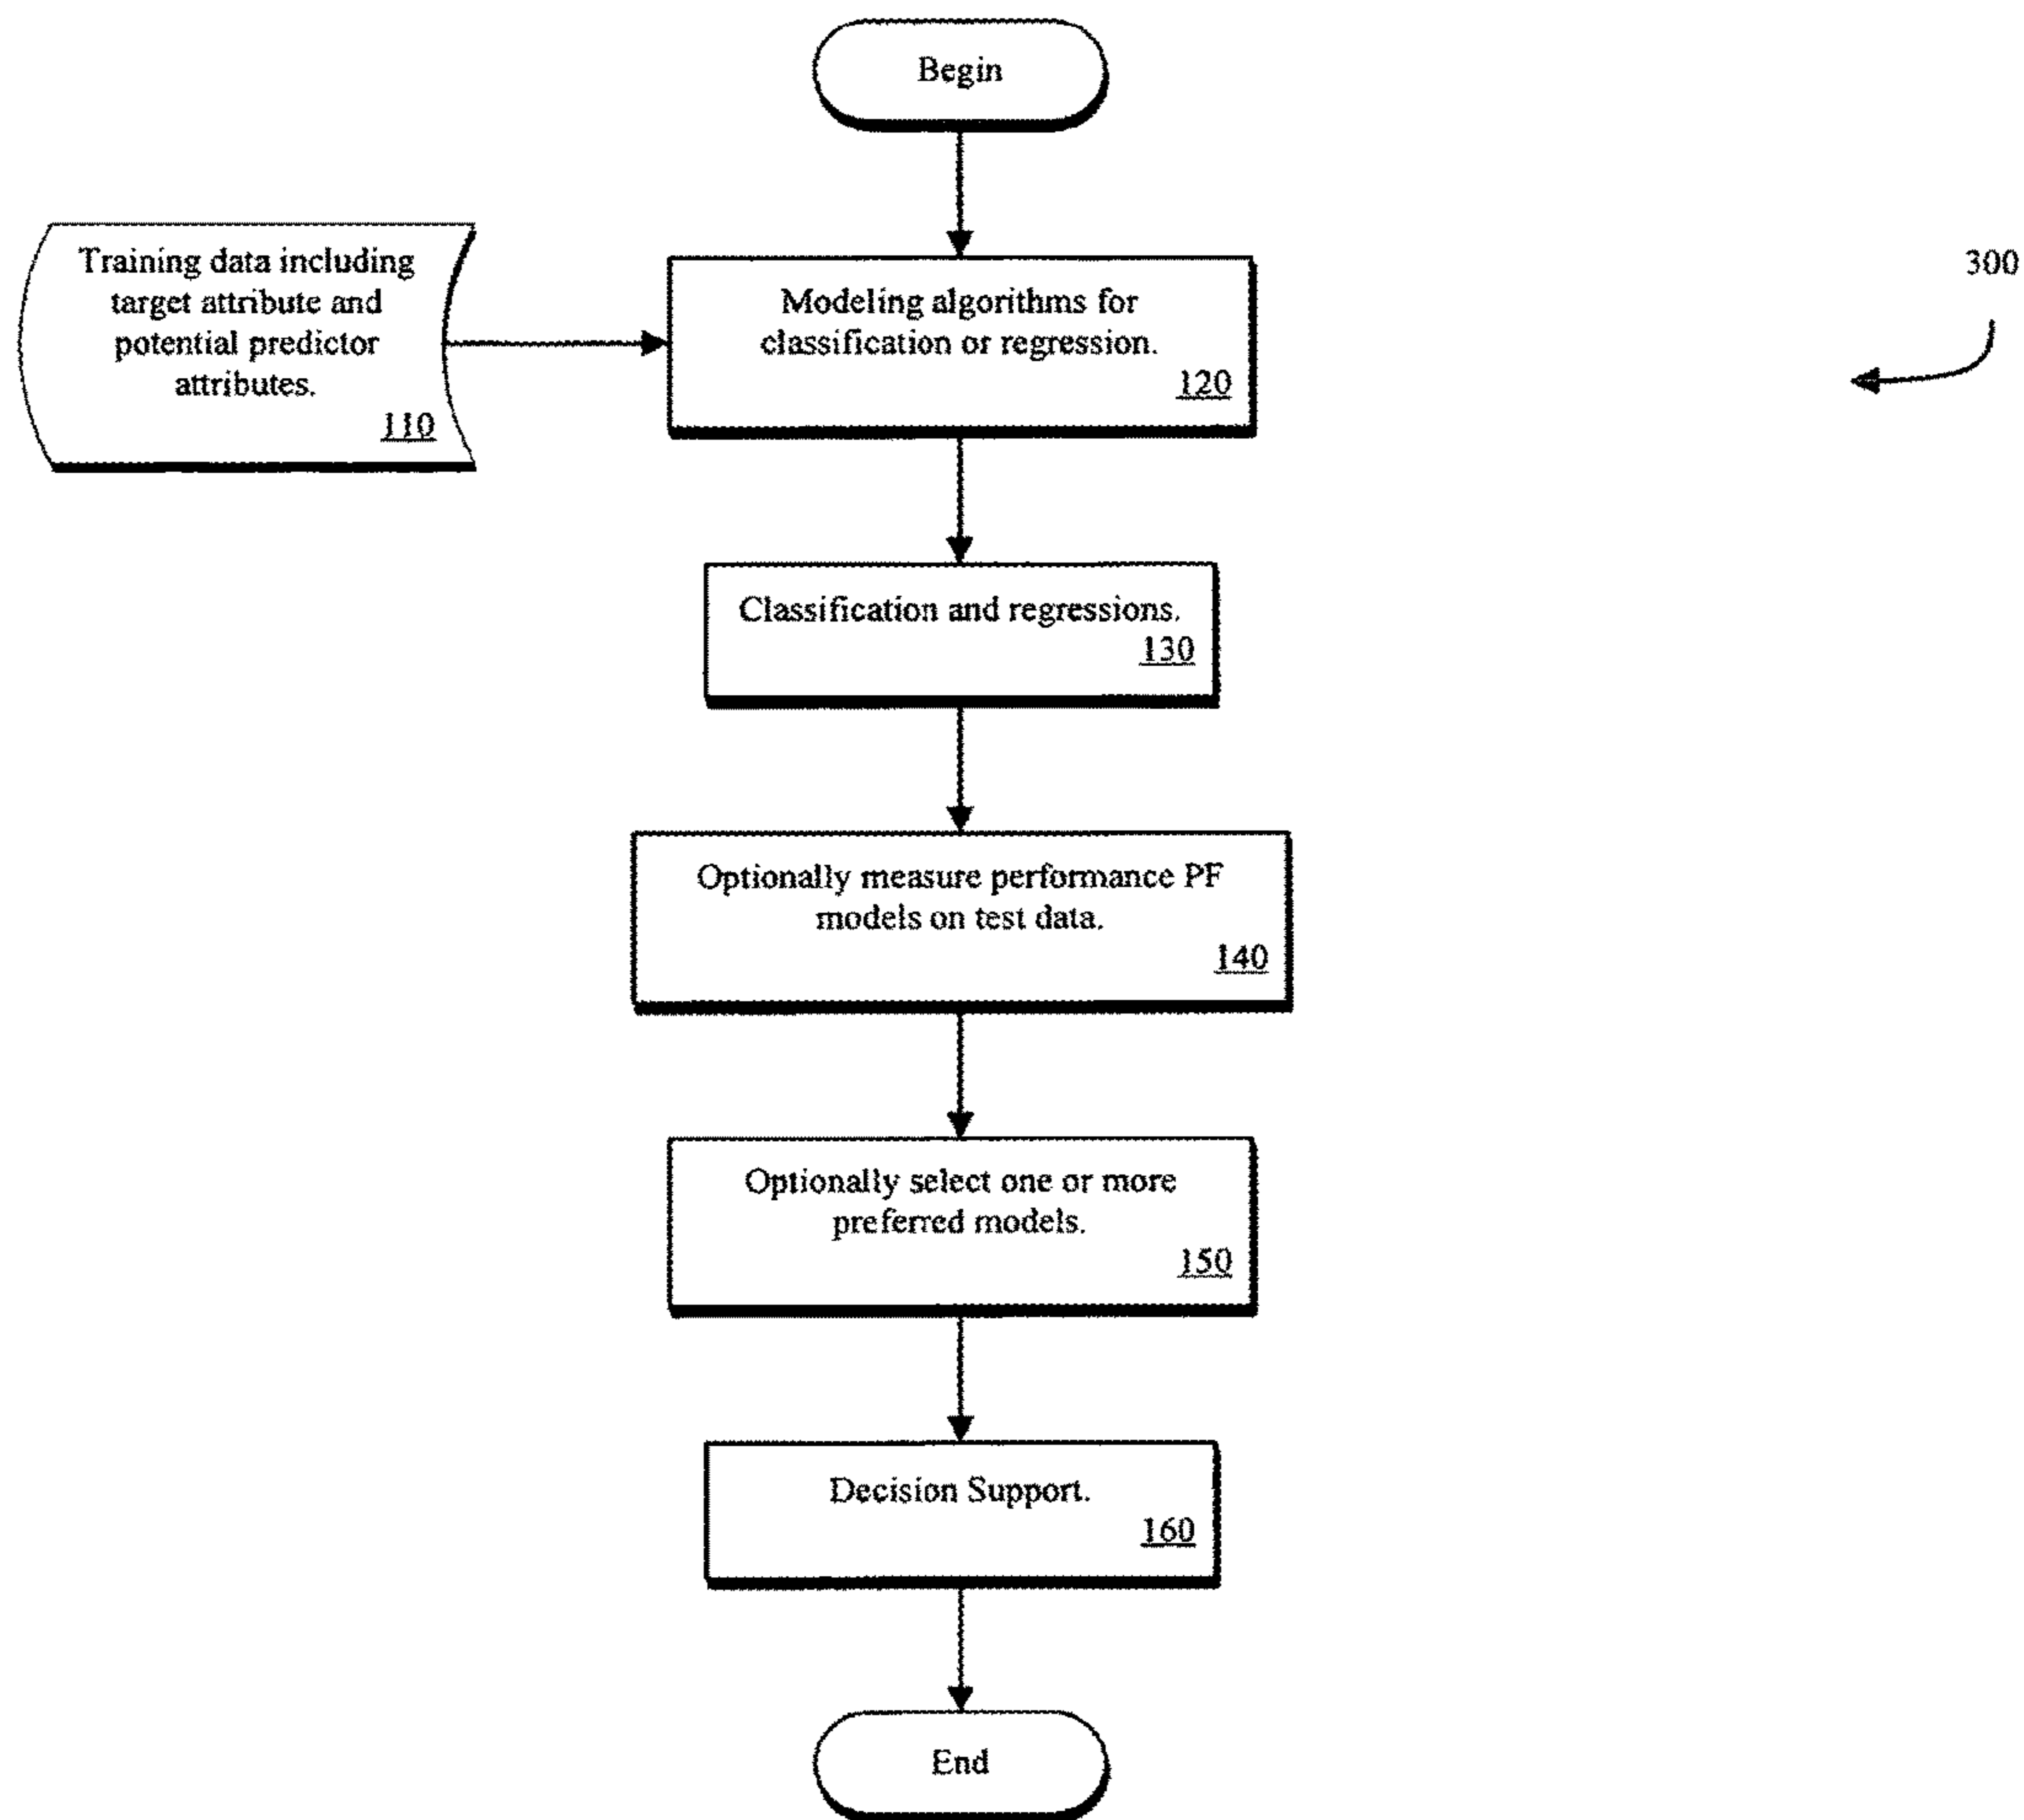 Begin
Training data including
target attribute and
potential predictor
attributes.
110
Modeling algorithms for
classification or regression.
120
300
Classification and regressions.
130
Optionally measure performance PF
models on test data.
140
Optionally select one or more
preferred models.
150
Decision Support.
160
End